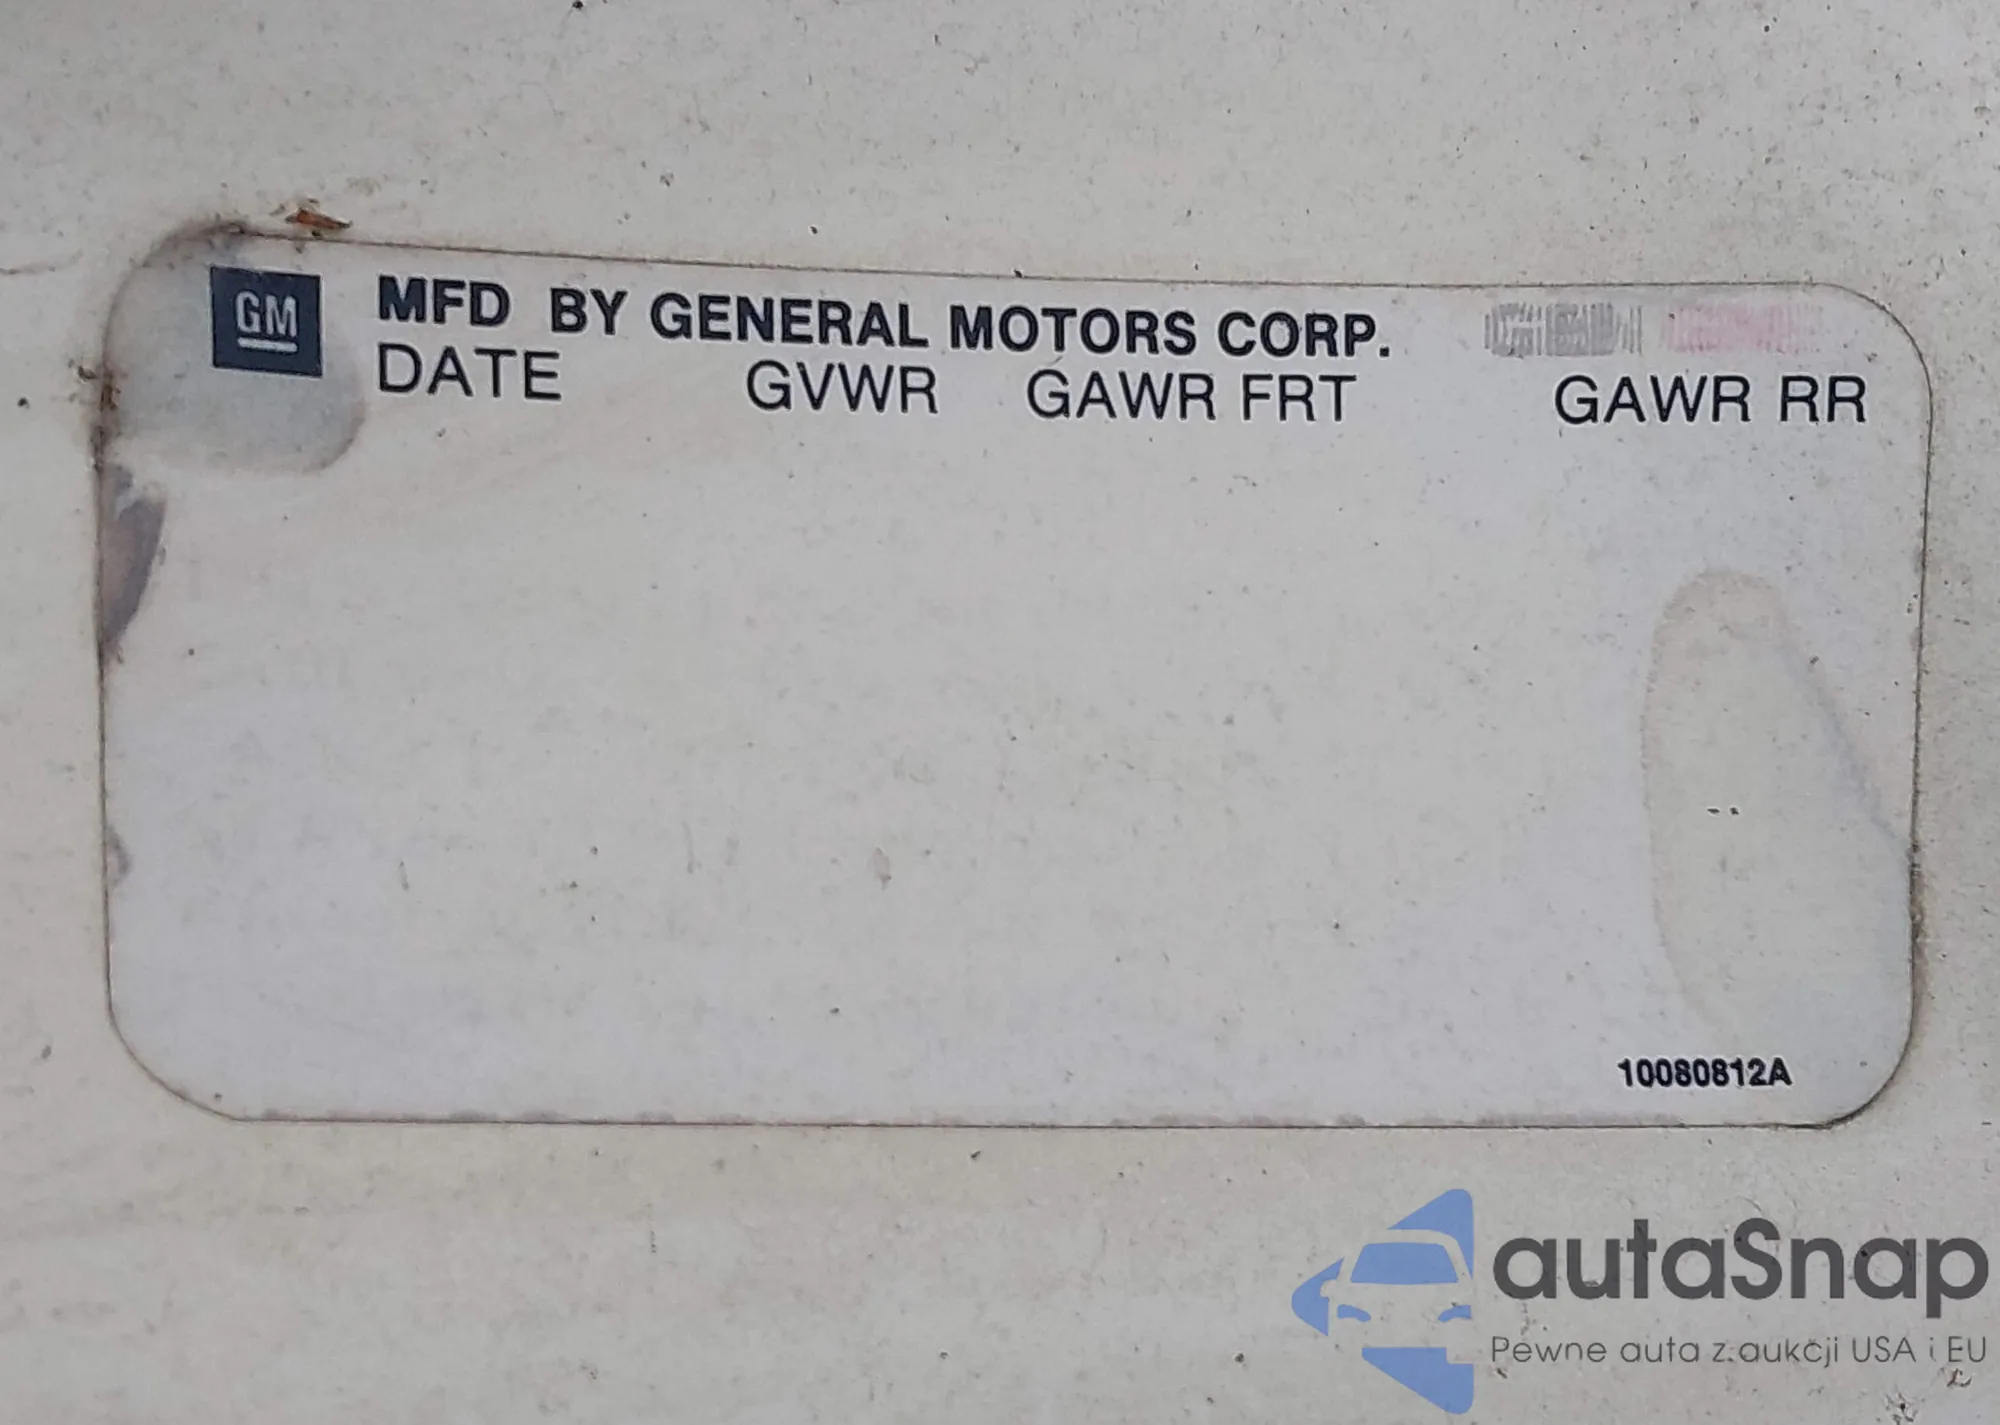 GM MFD BY GENERAL MOTORS CORP.
DATE GVWR GAWR FRT GAWR RR
10080812A
autaSnap
Pewne auta z aukcji USA i EU